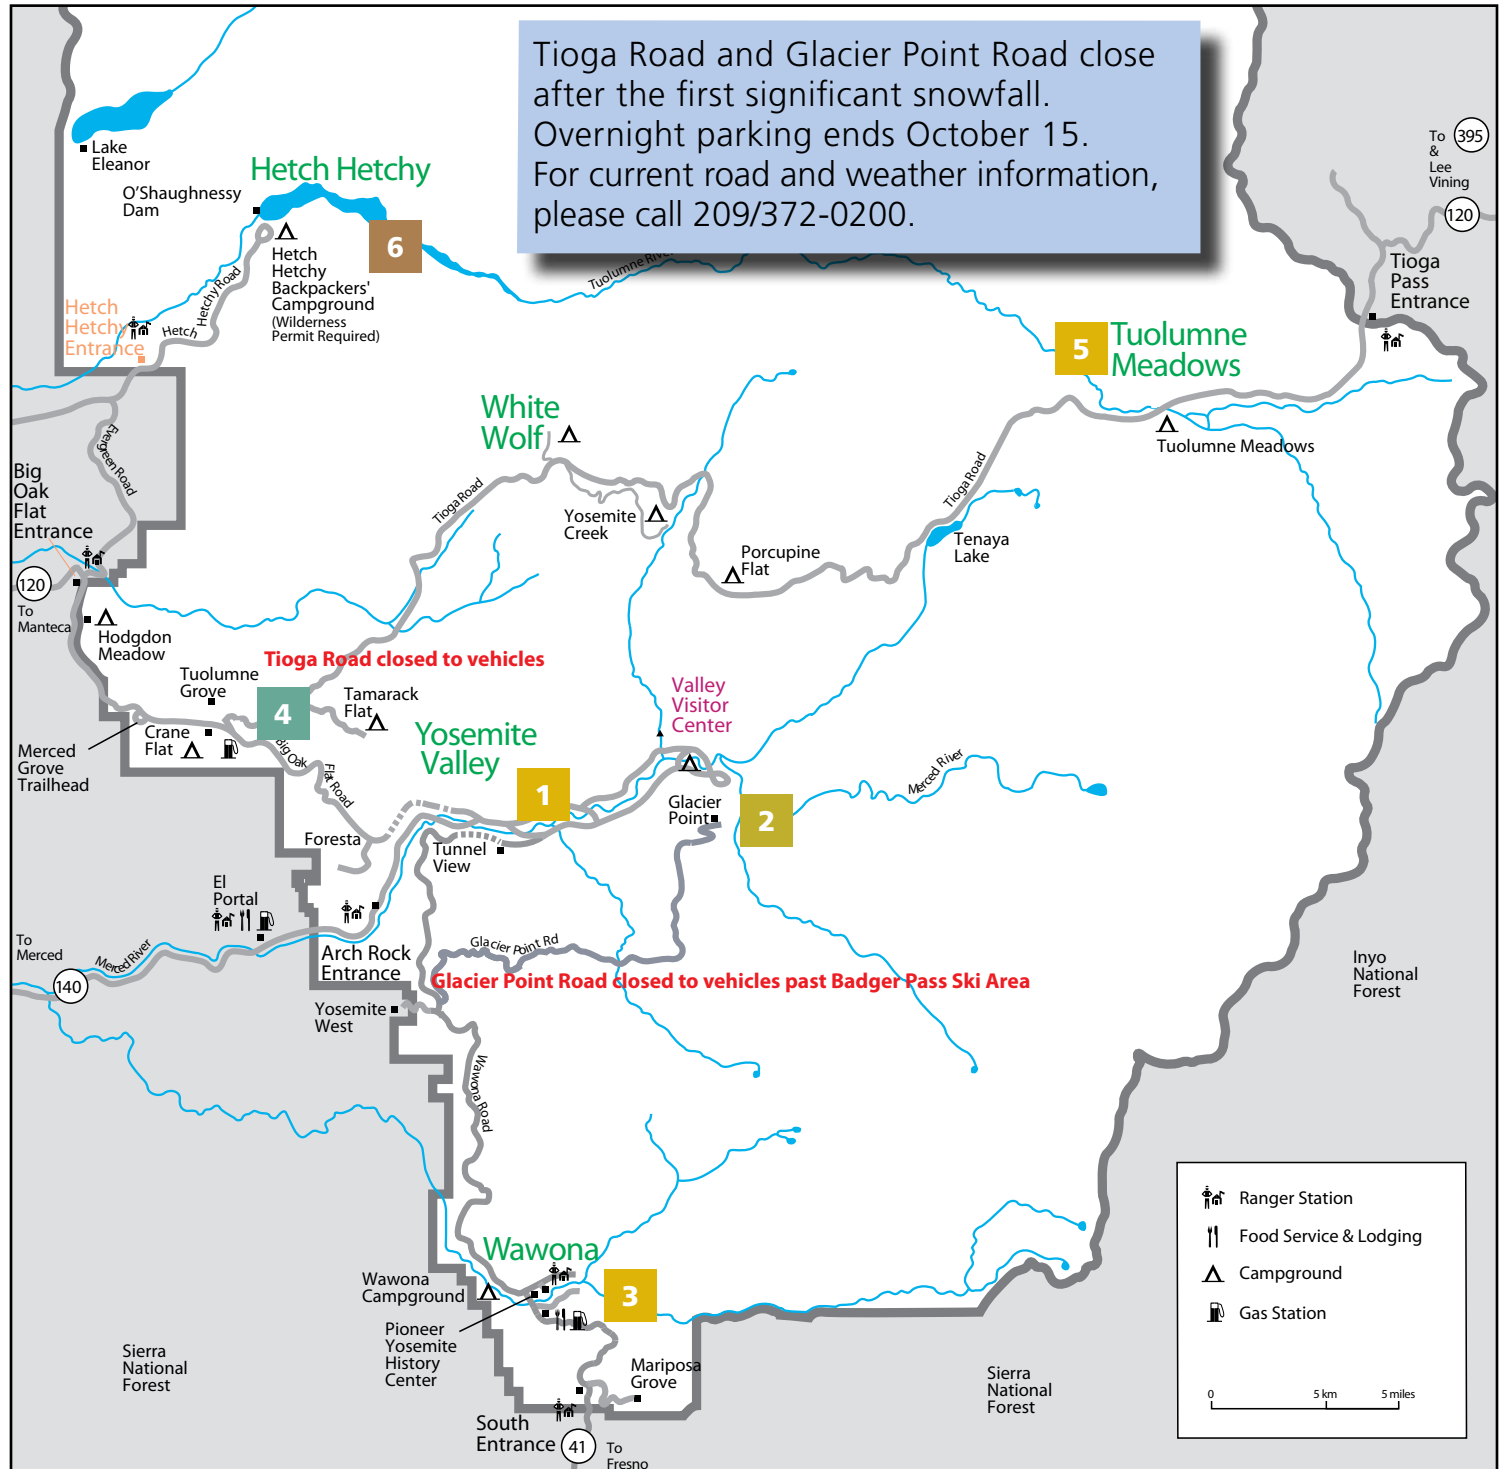 Tioga Road and Glacier Point Road close
after the first significant snowfall.
Overnight parking ends October 15.
For current road and weather information,
please call 209/372-0200.
To
&
Lee
Vining
395
120
Lake
Eleanor
O'Shaughnessy
Dam
Hetch Hetchy
6
Hetch
Hetchy
Backpackers'
Campground
(Wilderness
Permit Required)
Hetch
Hetchy
Entrance
Hetch Hetchy Road
Tuolumne River
Tioga
Pass
Entrance
5
Tuolumne
Meadows
Tuolumne Meadows
White
Wolf
Evergreen Road
Big
Oak
Flat
Entrance
Tioga Road
Yosemite
Creek
Tioga Road
Porcupine
Flat
Tenaya
Lake
120
To
Manteca
Hodgdon
Meadow
Tioga Road closed to vehicles
Tuolumne
Grove
4
Tamarack
Flat
Crane
Flat
Merced
Grove
Trailhead
Big Oak Flat Road
Yosemite
Valley
Valley
Visitor
Center
1
Glacier
Point
2
Merced River
Foresta
Tunnel
View
El
Portal
To
Merced
Merced River
140
Arch Rock
Entrance
Glacier Point Rd
Glacier Point Road closed to vehicles past Badger Pass Ski Area
Yosemite
West
Inyo
National
Forest
Wawona Road
Wawona
Wawona
Campground
3
Pioneer
Yosemite
History
Center
Mariposa
Grove
South
Entrance
41
To
Fresno
Sierra
National
Forest
Sierra
National
Forest
Ranger Station
Food Service & Lodging
Campground
Gas Station
0
5 km
5 miles